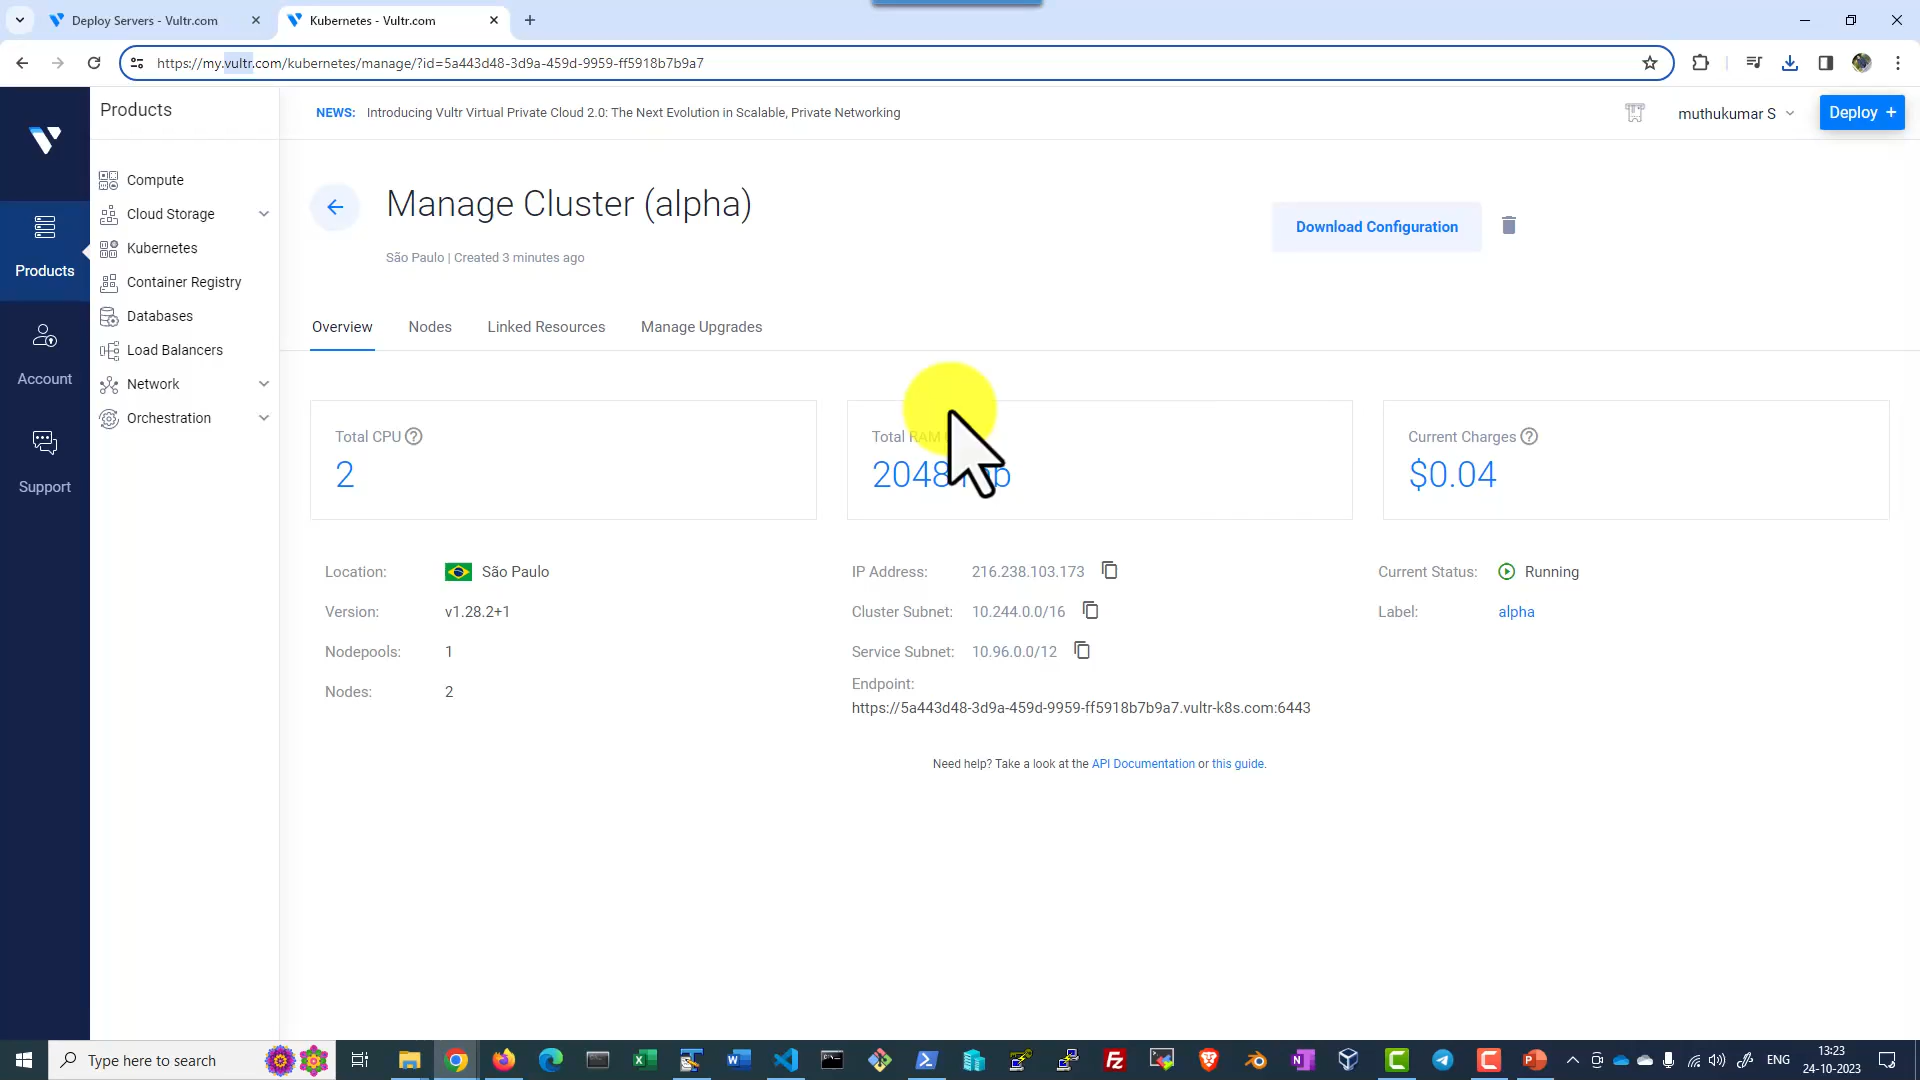 Deploy Servers - Vultr.com
Kubernetes - Vultr.com
https://my.vultr.com/kubernetes/manage/?id=5a443d48-3d9a-459d-9959-ff5918b7b9a7
Products
NEWS: Introducing Vultr Virtual Private Cloud 2.0: The Next Evolution in Scalable, Private Networking
muthukumar S
Deploy +
Products
Account
Support
Compute
Cloud Storage
Kubernetes
Container Registry
Databases
Load Balancers
Network
Orchestration
Manage Cluster (alpha)
São Paulo | Created 3 minutes ago
Download Configuration
Overview
Nodes
Linked Resources
Manage Upgrades
Total CPU
2
Total RAM
2048
Current Charges
$0.04
Location: São Paulo
Version: v1.28.2+1
Nodepools: 1
Nodes: 2
IP Address: 216.238.103.173
Cluster Subnet: 10.244.0.0/16
Service Subnet: 10.96.0.0/12
Endpoint:
https://5a443d48-3d9a-459d-9959-ff5918b7b9a7.vultr-k8s.com:6443
Current Status: Running
Label: alpha
Need help? Take a look at the API Documentation or this guide.
Type here to search
ENG
13:23
24-10-2023